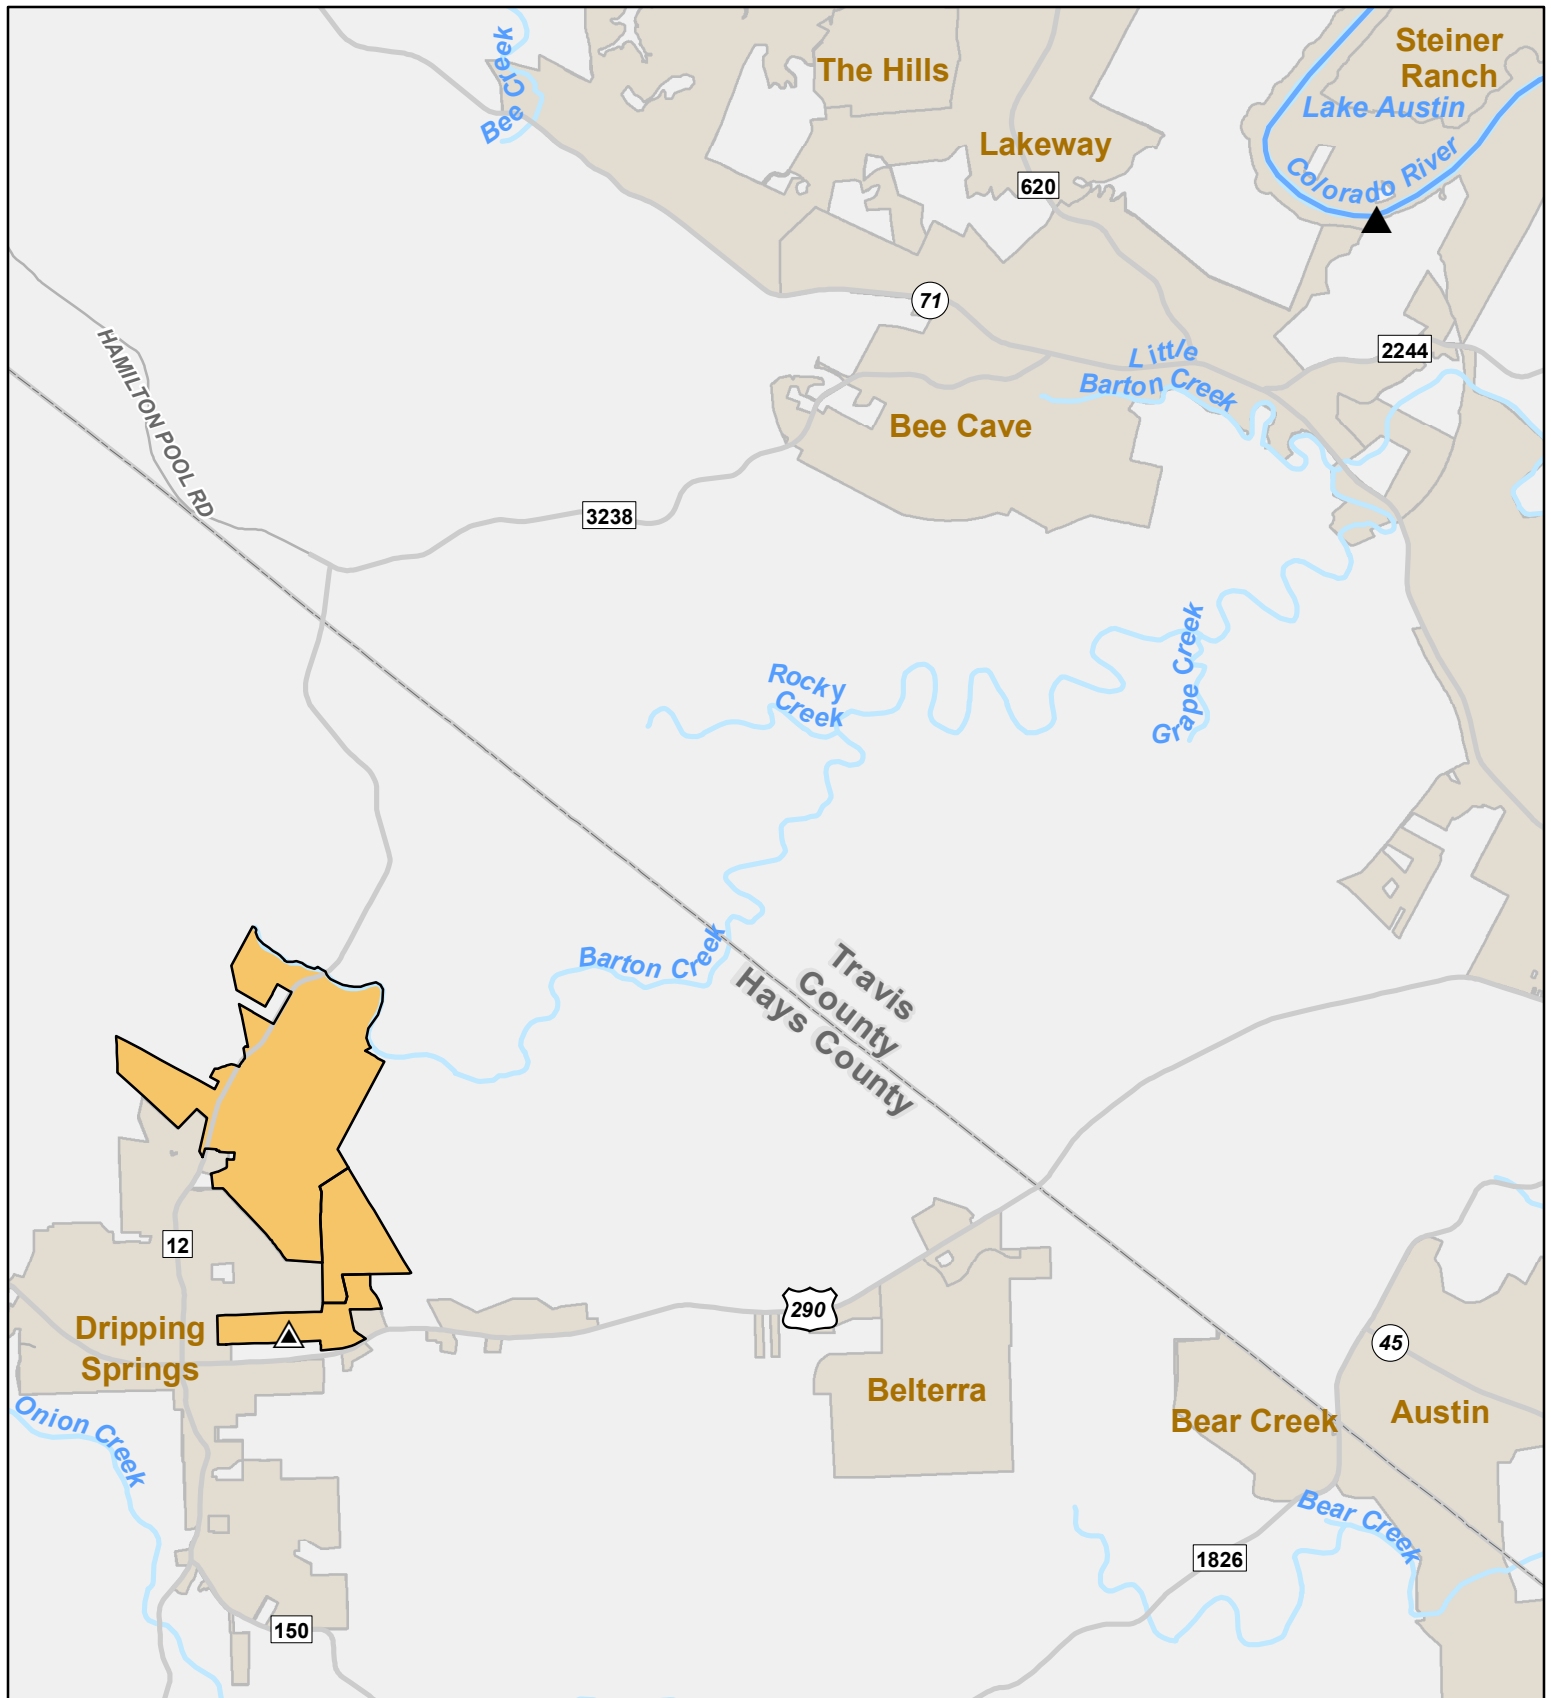 Steiner
Ranch
Bee Creek
The Hills
Lake Austin
Lakeway
620
Colorado River
71
HAMILTON POOL RD
2244
Little
Barton Creek
Bee Cave
3238
Rocky
Creek
Grape Creek
Barton Creek
Travis
County
Hays County
12
290
Dripping
Springs
45
Belterra
Bear Creek
Austin
Onion Creek
Bear Creek
1826
150